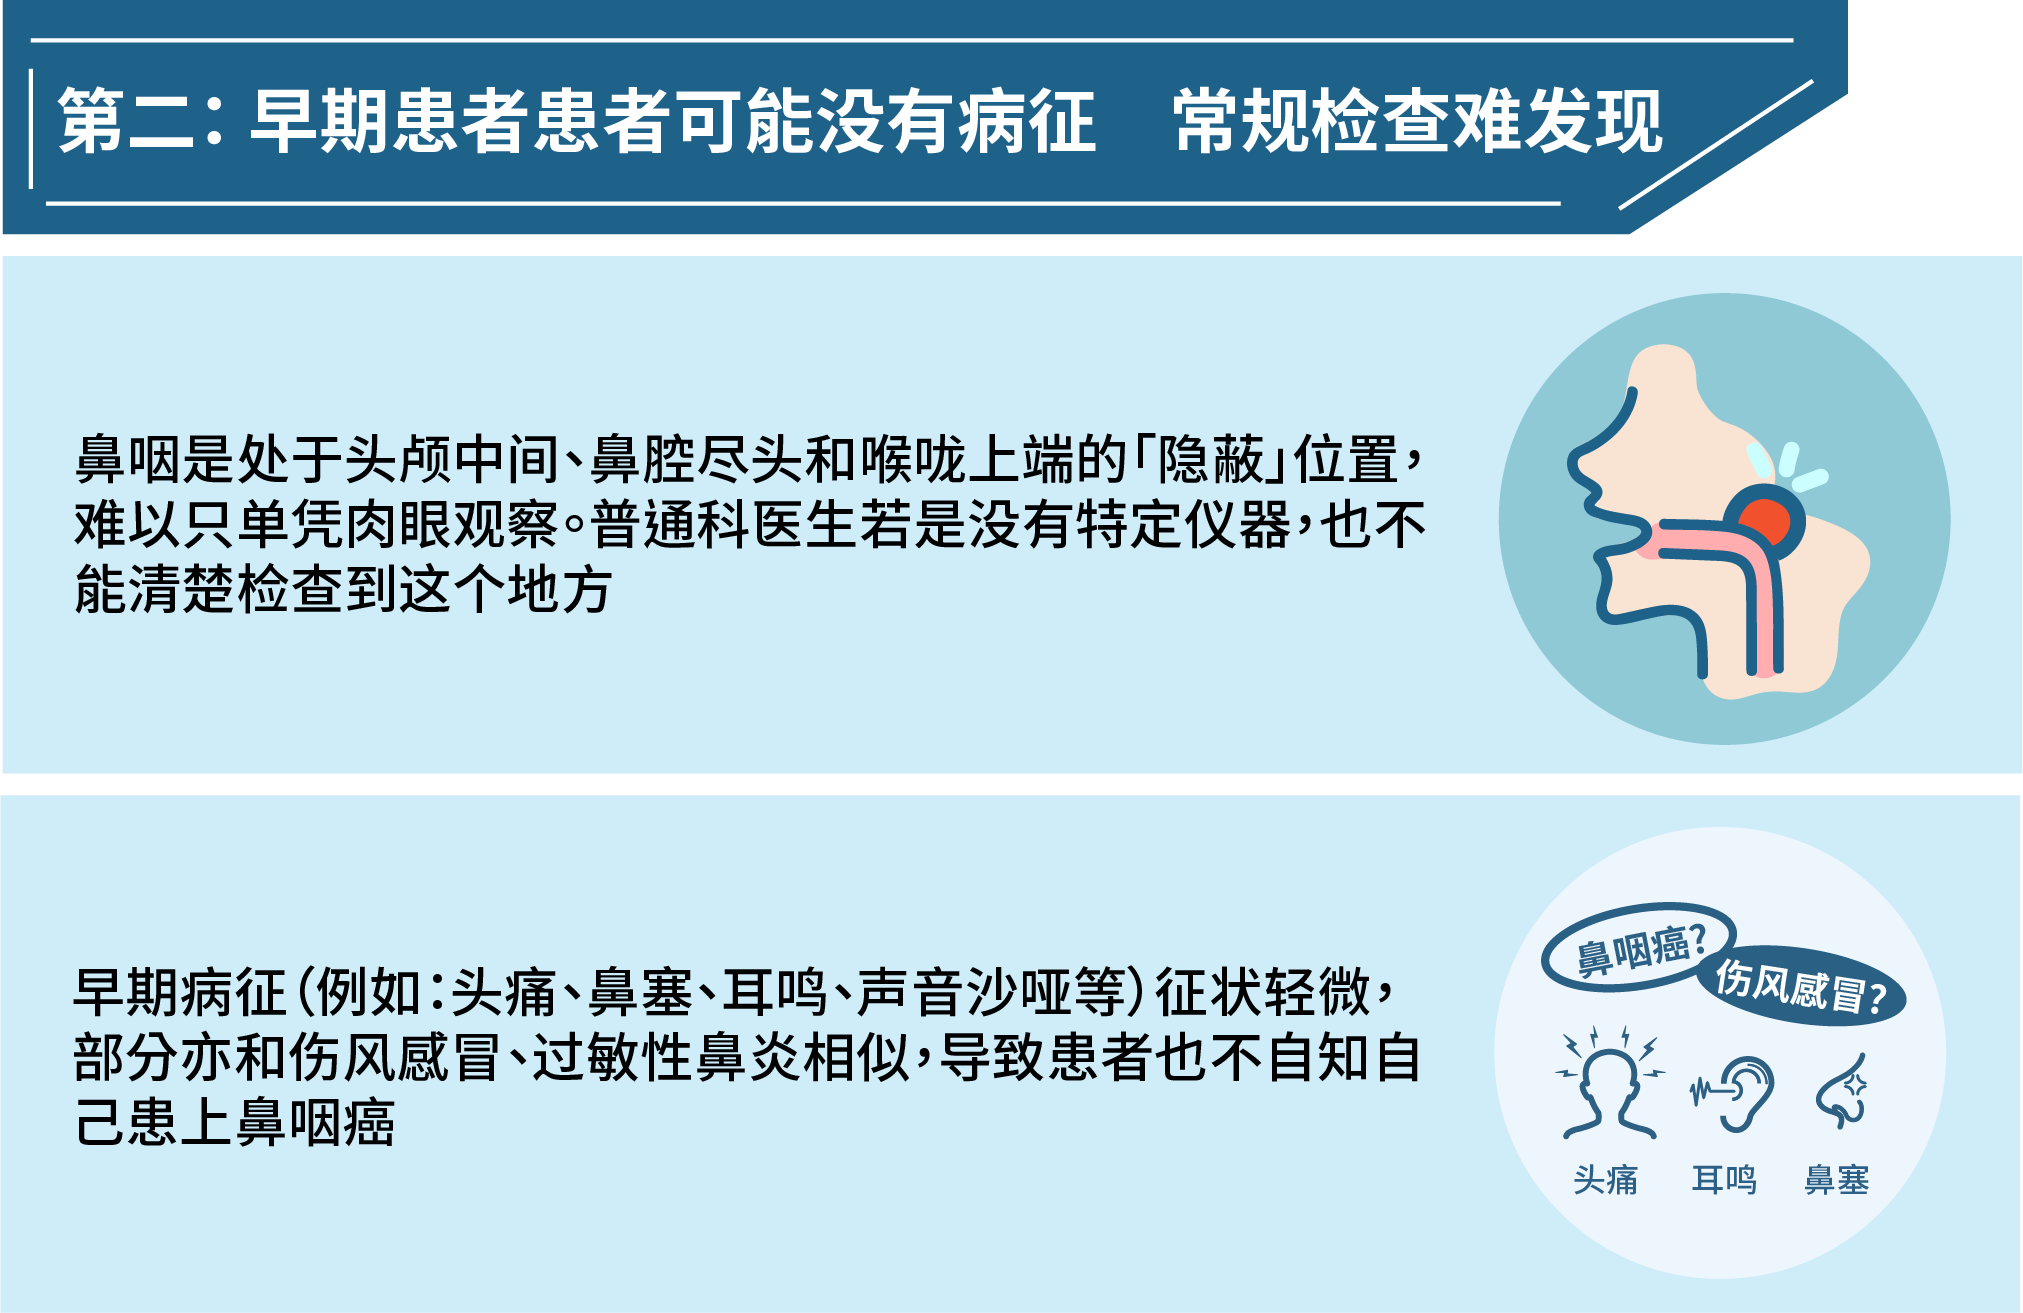 第二：早期患者患者可能没有病征　常规检查难发现
鼻咽是处于头颅中间、鼻腔尽头和喉咙上端的「隐蔽」位置，
难以只单凭肉眼观察。普通科医生若是没有特定仪器，也不
能清楚检查到这个地方
早期病征（例如：头痛、鼻塞、耳鸣、声音沙哑等）征状轻微，
部分亦和伤风感冒、过敏性鼻炎相似，导致患者也不自知自
己患上鼻咽癌
鼻咽癌?
伤风感冒?
头痛
耳鸣
鼻塞